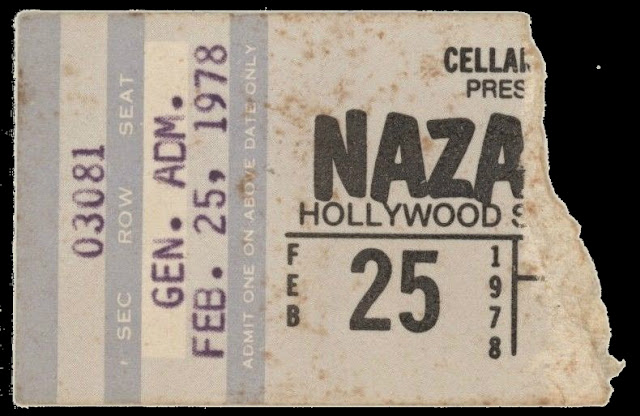 03081
SEC ROW SEAT
GEN. ADM.
FEB. 25, 1978
ADMIT ONE ON ABOVE DATE ONLY
CELLA
PRES
NAZA
HOLLYWOOD S
FEB 25 1978